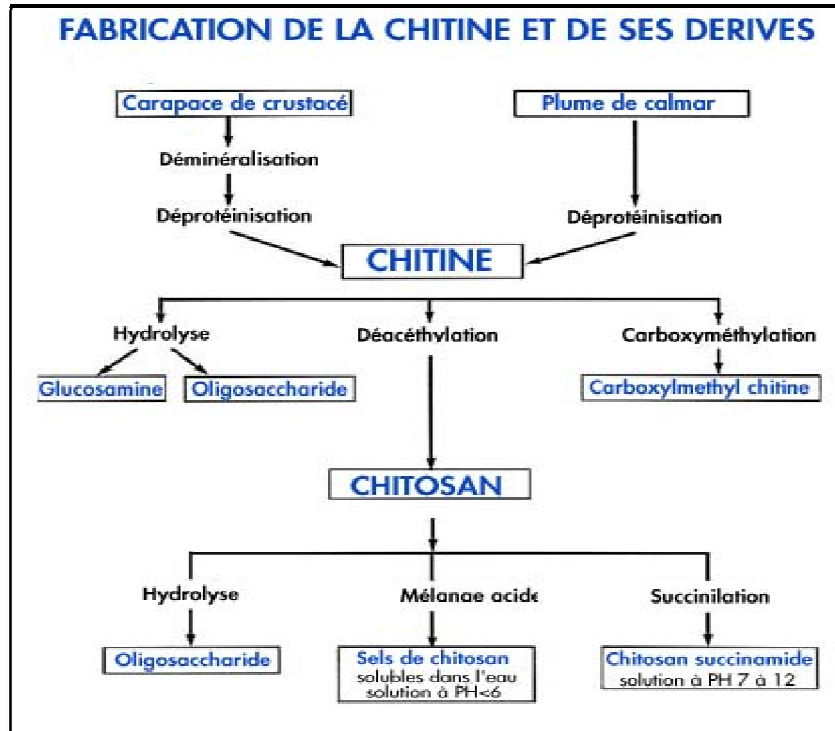 FABRICATION DE LA CHITINE ET DE SES DERIVES
Carapace de crustacé
Plume de calmar
Déminéralisation
Déprotéinisation
Déprotéinisation
CHITINE
Hydrolyse
Déacéthylation
Carboxyméthylation
Glucosamine
Oligosaccharide
Carboxylmethyl chitine
CHITOSAN
Hydrolyse
Mélanae acide
Succinilation
Oligosaccharide
Sels de chitosan
solubles dans l'eau
solution à PH<6
Chitosan succinamide
solution à PH 7 à 12